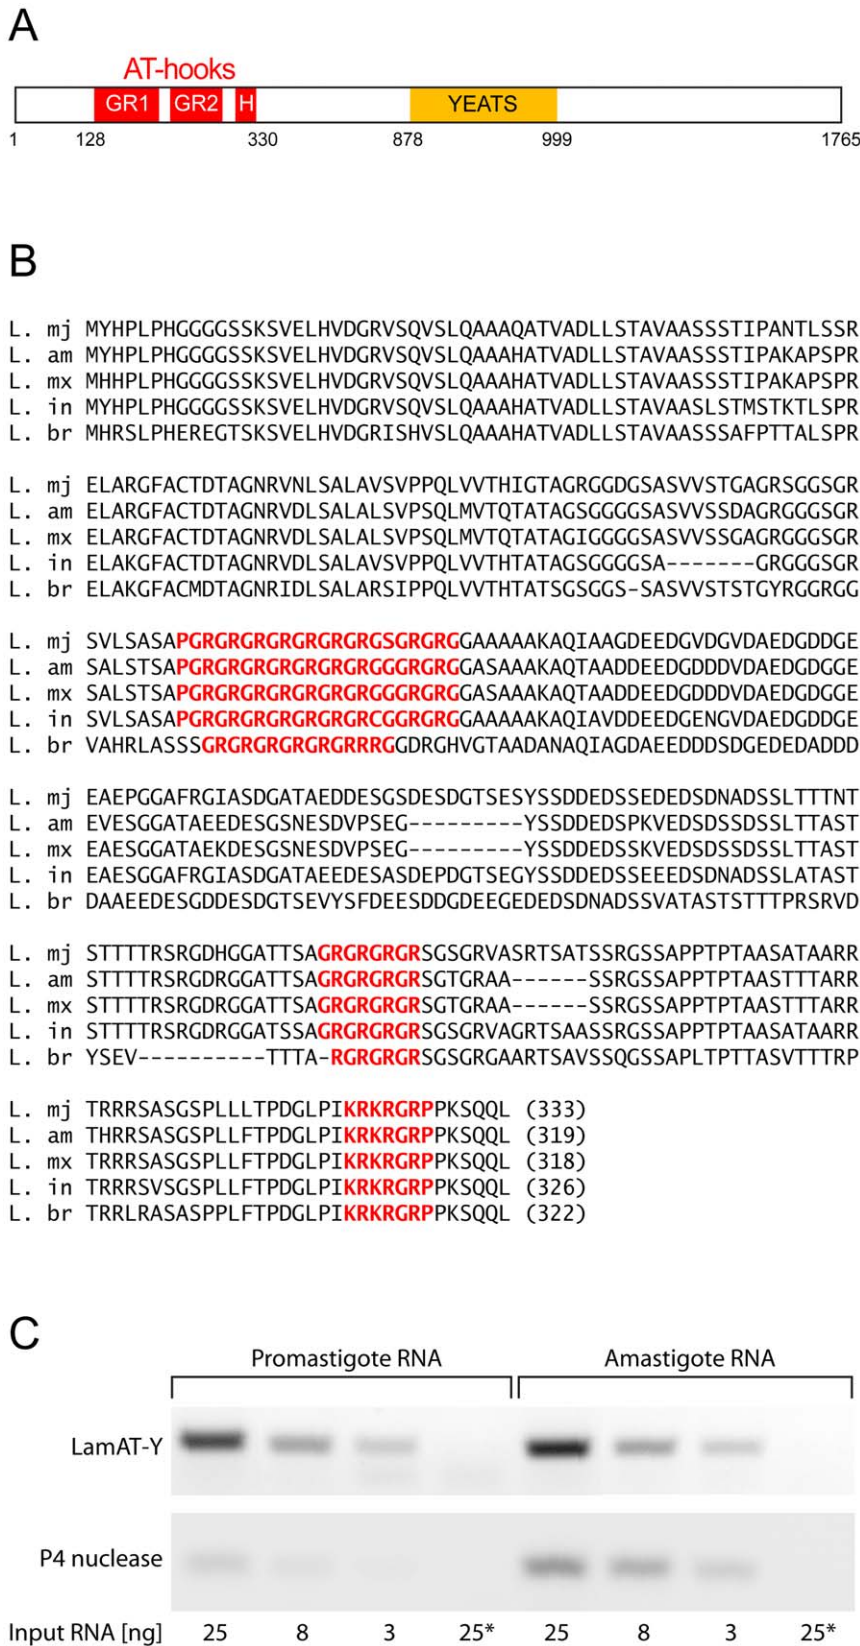 A
AT-hooks
GR1 GR2 H YEATS
1 128 330 878 999 1765
B
L. mj MYHPLPHGGGGSSKSVELHVDGRVSQVSLQAAAQATVADLLSTAVAASSSTIPANTLSSR
L. am MYHPLPHGGGGSSKSVELHVDGRVSQVSLQAAAHATVADLLSTAVAASSSTIPAKAPSPR
L. mx MHHPLPHGGGGSSKSVELHVDGRVSQVSLQAAAHATVADLLSTAVAASSSTIPAKAPSPR
L. in MYHPLPHGGGGSSKSVELHVDGRVSQVSLQAAAHATVADLLSTAVAASLSTMSTKTLSPR
L. br MHRSLPHEREGTSKSVELHVDGRISHVSLQAAAHATVADLLSTAVAASSSAFPTTALSPR
L. mj ELARGFACTDTAGNRVNLSALAVSVPPQLVVTHIGTAGRGGDGSASVVSTGAGRSGGSGR
L. am ELARGFACTDTAGNRVDLSALALSVPSQLMVTQTATAGSGGGGSASVVSSDAGRGGGSGR
L. mx ELARGFACTDTAGNRVDLSALALSVPSQLMVTQTATAGIGGGGSASVVSSGAGRGGGSGR
L. in ELARGFACTDTAGNRVDLSALAVSVPPQLVVTHTATAGSGGGGSA-------GRGGGSGR
L. br ELAKGFACMDTAGNRIDLSALARSIPPQLVVTHTATSGSGGS-SASVVSTSTGYRGGRGG
L. mj SVLSASAPGRGRGRGRGRGRGRGSGRGRGGAAAAAKAQIAAGDEEDGVDGVDAEDGDDGE
L. am SALSTSAPGRGRGRGRGRGRGRGGGRGRGGASAAAKAQTAADDEEDGDDDVDAEDGDGGE
L. mx SALSTSAPGRGRGRGRGRGRGRGGGRGRGGASAAAKAQTAADDEEDGDDDVDAEDGDGGE
L. in SVLSASAPGRGRGRGRGRGRGRGCGRGRGGAAAAAKAQIAVDDEEDGENGVDAEDGDDGE
L. br VAHRLASSSGRGRGRGRGRGRRRGGDRGHVGTAADANAQIAGDAEEDDDSDGEDEDADDD
L. mj EAEPGGAFRGIASDGATAEDDESGSDESDGTSESYSSDDEDSSEDEDSDNADSSLTTTNT
L. am EVESGGATAEEDESGSNESDVPSEG---------YSSDDEDSPKVEDSDSSDSSLTTAST
L. mx EAESGGATAEKDESGSNESDVPSEG---------YSSDDEDSSKVEDSDSSDSSLTTAST
L. in EAESGGAFRGIASDGATAEEDESASDEPDGTSEGYSSDDEDSSEEEDSDNADSSLATAST
L. br DAAEEDESGDDESDGTSEVYSFDEESDDGDEEGEDEDSDNADSSVATASTSTTTPRSRVD
L. mj STTTTRSRGDHGGATTSAGRGRGRGRSGSGRVASRTSATSSRGSSAPPTPTAASATAARR
L. am STTTTRSRGDRGGATTSAGRGRGRGRSGTGRAA------SSRGSSAPPTPTAASTTTARR
L. mx STTTTRSRGDRGGATTSAGRGRGRGRSGTGRAA------SSRGSSAPPTPTAASTTTARR
L. in STTTTRSRGDRGGATSSAGRGRGRGRSGSGRVAGRTSAASSRGSSAPPTPTAASATAARR
L. br YSEV----------TTTA-RGRGRGRSGSGRGAARTSAVSSQGSSAPLTPTTASVTTTRP
L. mj TRRRSASGSPLLLTPDGLPIKRKRGRPPKSQQL (333)
L. am THRRSASGSPLLFTPDGLPIKRKRGRPPKSQQL (319)
L. mx TRRRSASGSPLLFTPDGLPIKRKRGRPPKSQQL (318)
L. in TRRRSVSGSPLLFTPDGLPIKRKRGRPPKSQQL (326)
L. br TRRLRASASPPLFTPDGLPIKRKRGRPPKSQQL (322)
C
Promastigote RNA Amastigote RNA
LamAT-Y
P4 nuclease
Input RNA [ng] 25 8 3 25* 25 8 3 25*